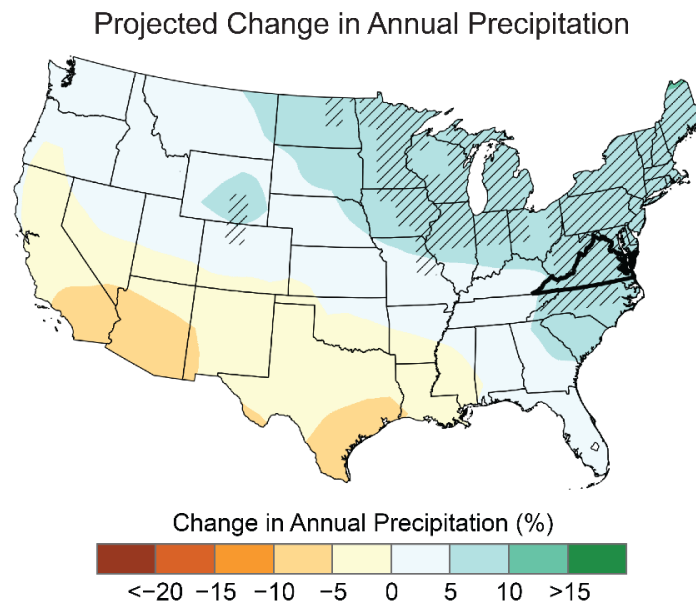 Projected Change in Annual Precipitation
Change in Annual Precipitation (%)
<−20 −15 −10 −5 0 5 10 >15